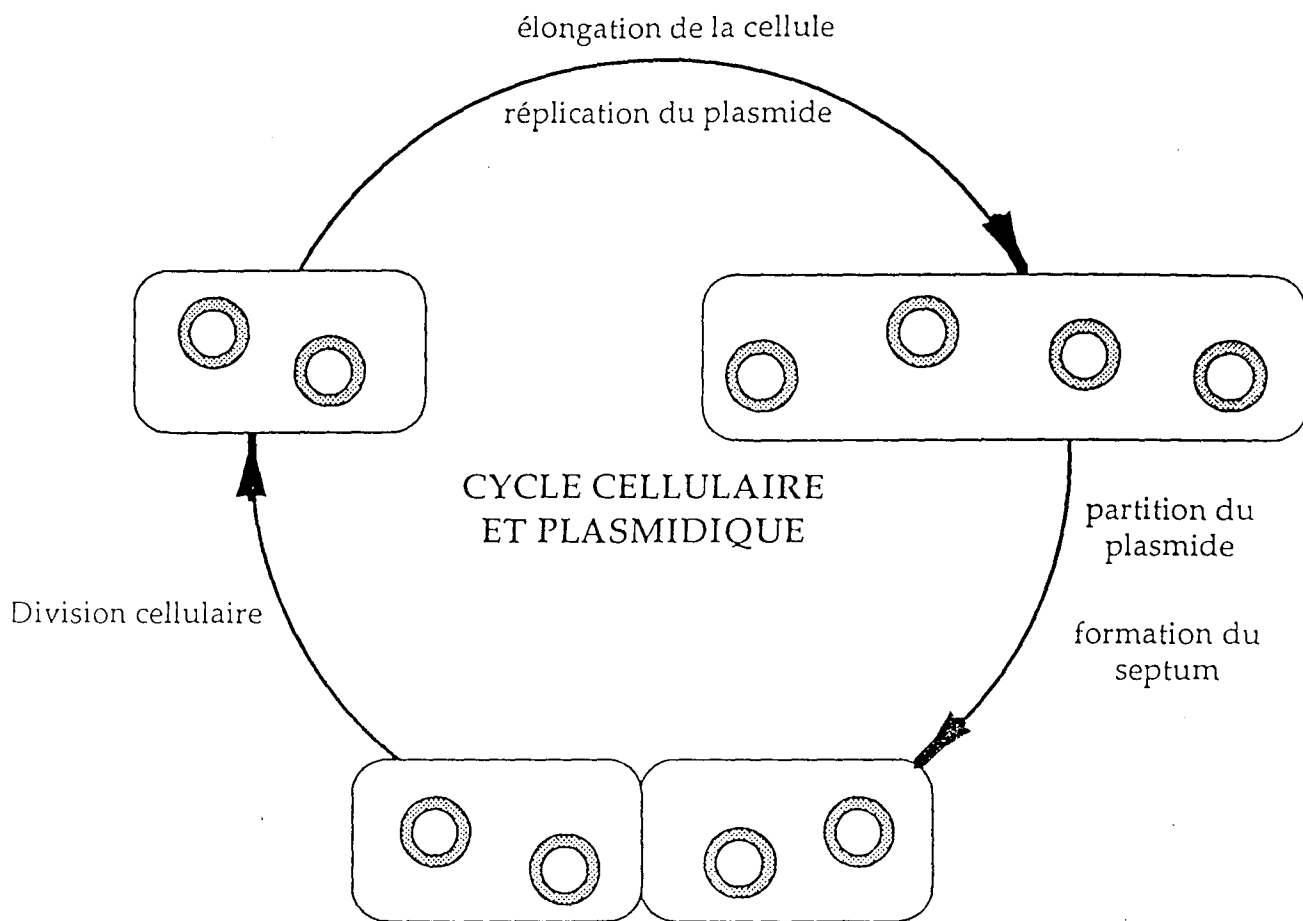 élongation de la cellule
réplication du plasmide
CYCLE CELLULAIRE
ET PLASMIDIQUE
partition du
plasmide
Division cellulaire
formation du
septum